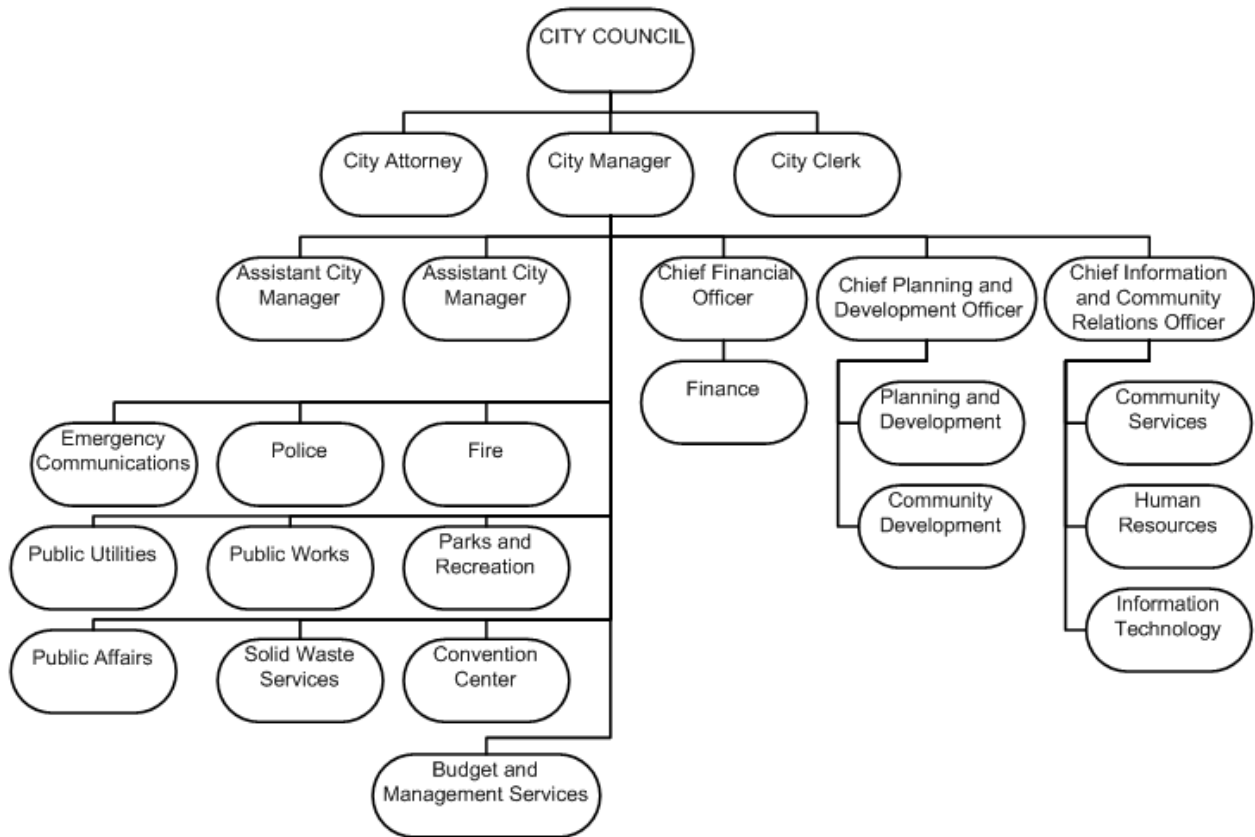 CITY COUNCIL
City Attorney
City Manager
City Clerk
Assistant City
Manager
Assistant City
Manager
Chief Financial
Officer
Chief Planning and
Development Officer
Chief Information
and Community
Relations Officer
Finance
Planning and
Development
Community
Services
Emergency
Communications
Police
Fire
Community
Development
Human
Resources
Public Utilities
Public Works
Parks and
Recreation
Information
Technology
Public Affairs
Solid Waste
Services
Convention
Center
Budget and
Management Services